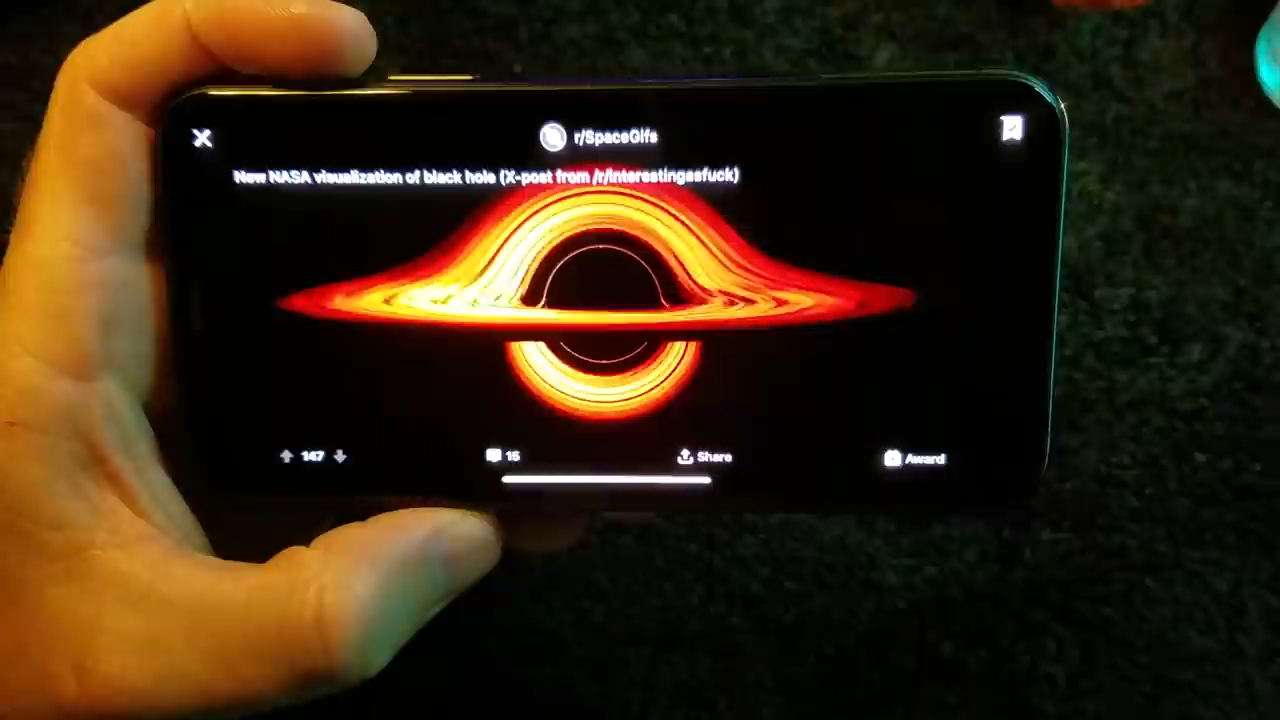 r/SpaceGifs
New NASA visualization of black hole (X-post from /r/interestingasfuck)
147
15
Share
Award